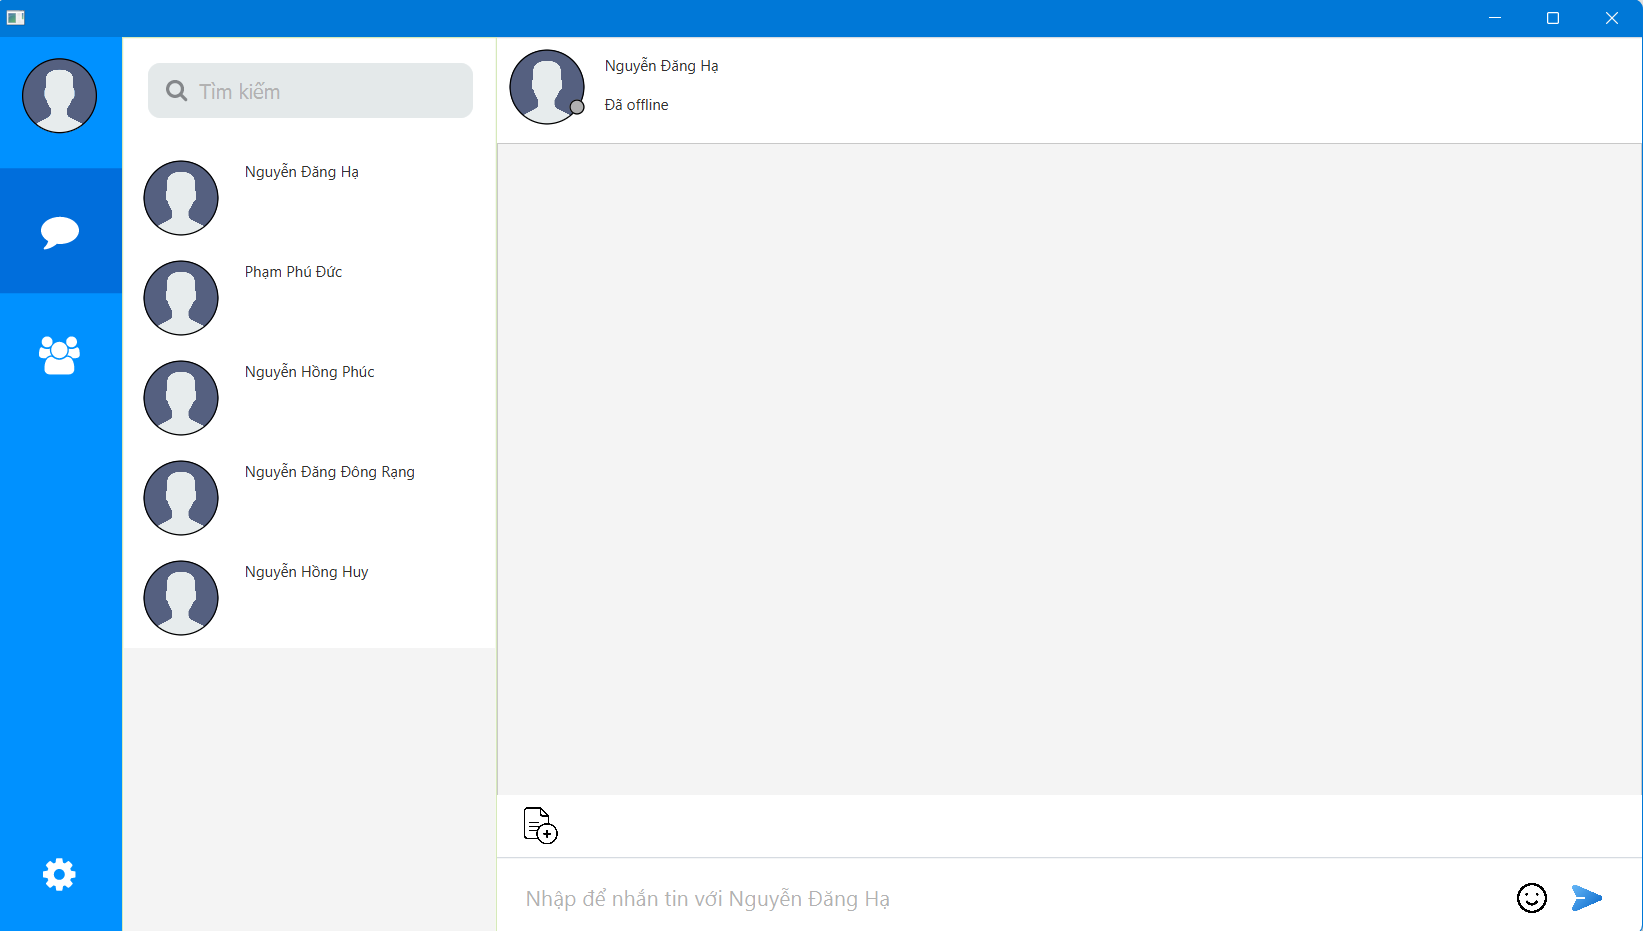 Tìm kiếm
Nguyễn Đăng Hạ
Phạm Phú Đức
Nguyễn Hồng Phúc
Nguyễn Đăng Đông Rạng
Nguyễn Hồng Huy
Nguyễn Đăng Hạ
Đã offline
Nhập để nhắn tin với Nguyễn Đăng Hạ